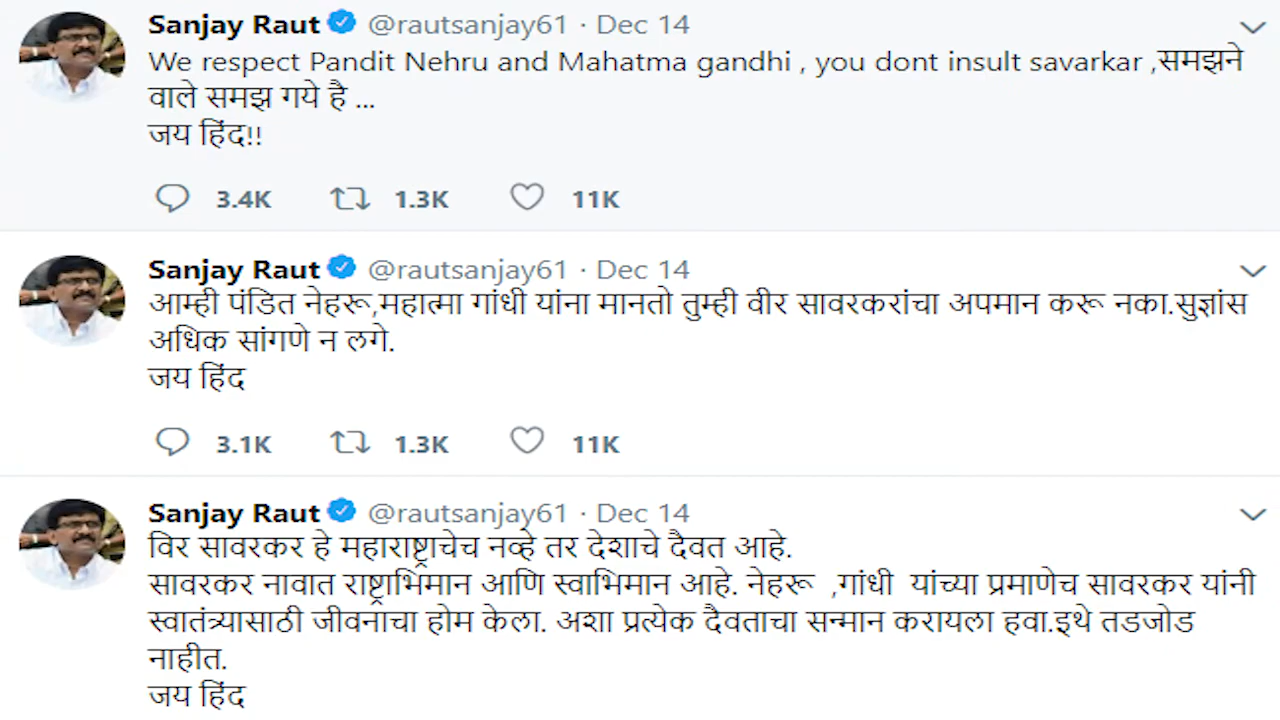 Sanjay Raut @rautsanjay61 · Dec 14
We respect Pandit Nehru and Mahatma gandhi , you dont insult savarkar ,समझने
वाले समझ गये है ...
जय हिंद!!
3.4K 1.3K 11K
Sanjay Raut @rautsanjay61 · Dec 14
आम्ही पंडित नेहरू,महात्मा गांधी यांना मानतो तुम्ही वीर सावरकरांचा अपमान करू नका.सुज्ञांस
अधिक सांगणे न लगे.
जय हिंद
3.1K 1.3K 11K
Sanjay Raut @rautsanjay61 · Dec 14
विर सावरकर हे महाराष्ट्राचेच नव्हे तर देशाचे दैवत आहे.
सावरकर नावात राष्ट्राभिमान आणि स्वाभिमान आहे. नेहरू ,गांधी यांच्या प्रमाणेच सावरकर यांनी
स्वातंत्र्यासाठी जीवनाचा होम केला. अशा प्रत्येक दैवताचा सन्मान करायला हवा.इथे तडजोड
नाहीत.
जय हिंद